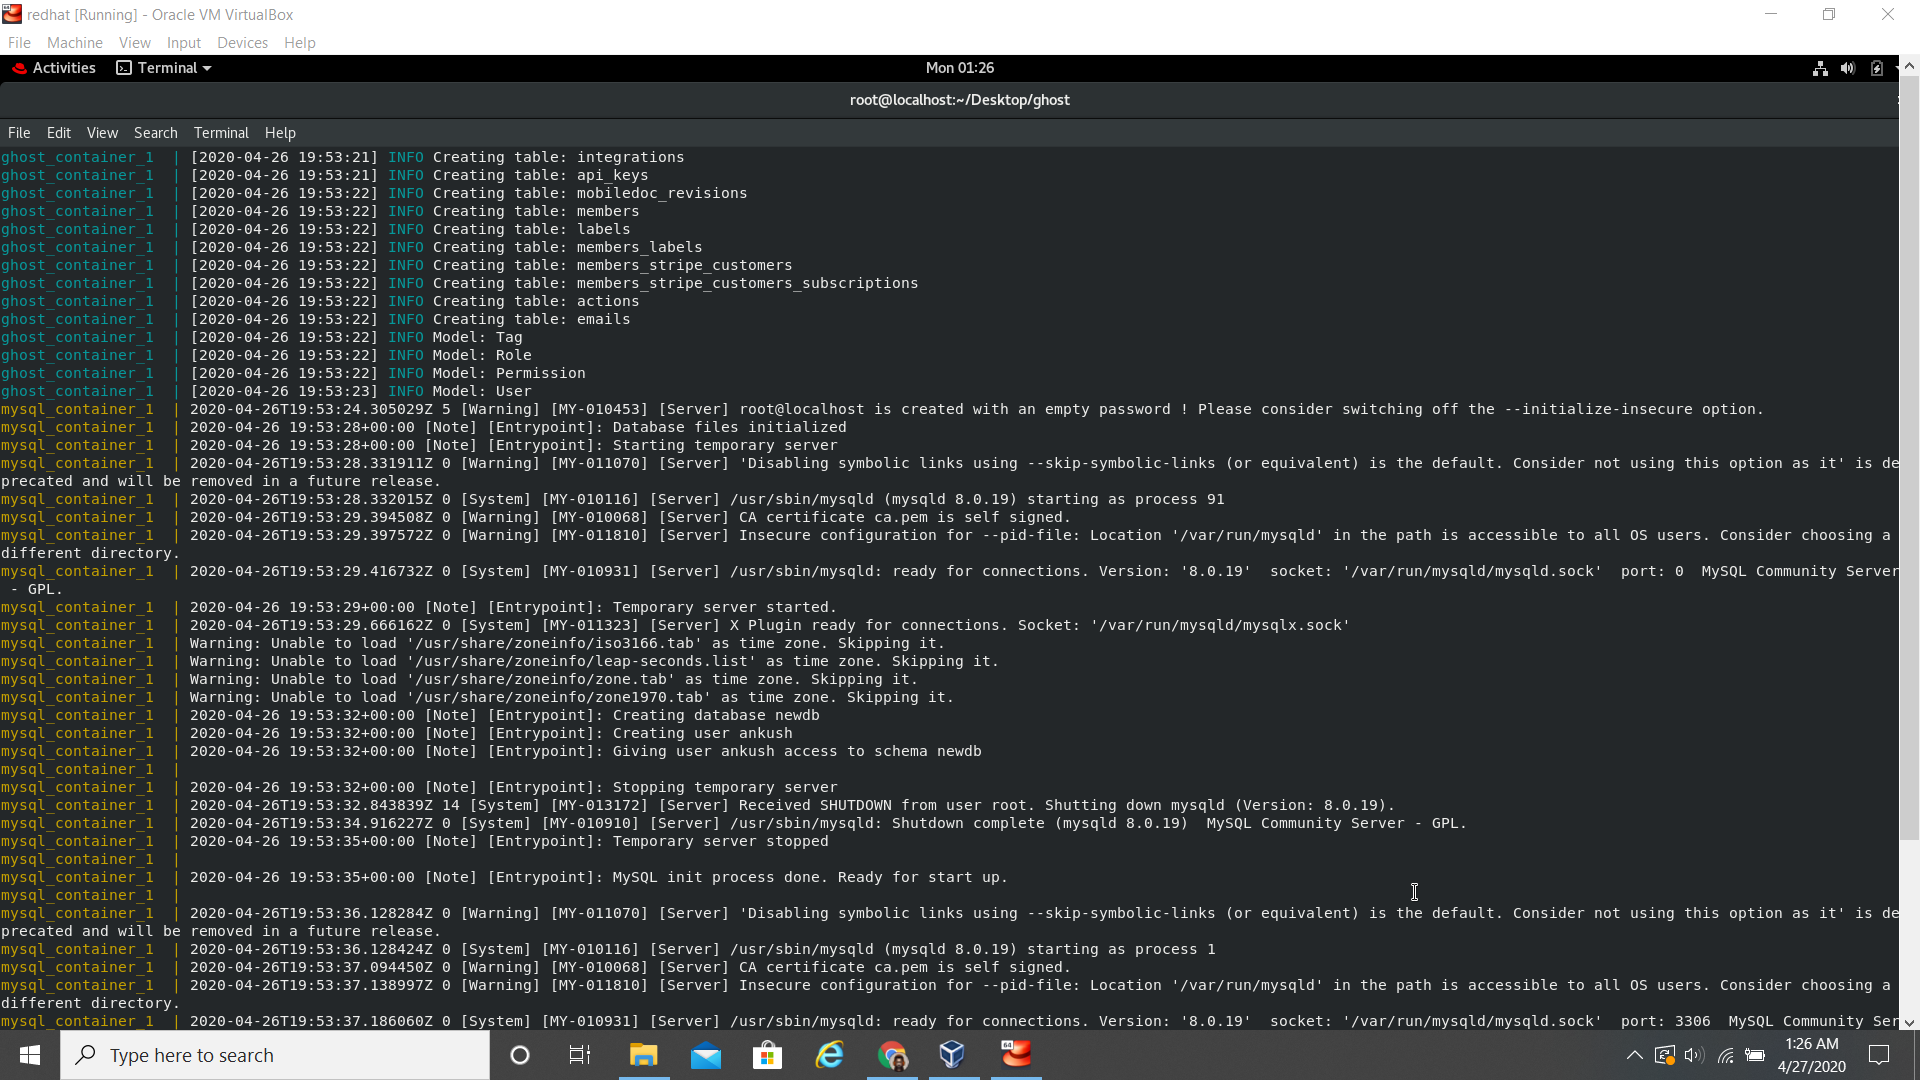 redhat [Running] - Oracle VM VirtualBox
File Machine View Input Devices Help
Activities Terminal Mon 01:26
root@localhost:~/Desktop/ghost
File Edit View Search Terminal Help
ghost_container_1 | [2020-04-26 19:53:21] INFO Creating table: integrations
ghost_container_1 | [2020-04-26 19:53:21] INFO Creating table: api_keys
ghost_container_1 | [2020-04-26 19:53:22] INFO Creating table: mobiledoc_revisions
ghost_container_1 | [2020-04-26 19:53:22] INFO Creating table: members
ghost_container_1 | [2020-04-26 19:53:22] INFO Creating table: labels
ghost_container_1 | [2020-04-26 19:53:22] INFO Creating table: members_labels
ghost_container_1 | [2020-04-26 19:53:22] INFO Creating table: members_stripe_customers
ghost_container_1 | [2020-04-26 19:53:22] INFO Creating table: members_stripe_customers_subscriptions
ghost_container_1 | [2020-04-26 19:53:22] INFO Creating table: actions
ghost_container_1 | [2020-04-26 19:53:22] INFO Creating table: emails
ghost_container_1 | [2020-04-26 19:53:22] INFO Model: Tag
ghost_container_1 | [2020-04-26 19:53:22] INFO Model: Role
ghost_container_1 | [2020-04-26 19:53:22] INFO Model: Permission
ghost_container_1 | [2020-04-26 19:53:23] INFO Model: User
mysql_container_1 | 2020-04-26T19:53:24.305029Z 5 [Warning] [MY-010453] [Server] root@localhost is created with an empty password ! Please consider switching off the --initialize-insecure option.
mysql_container_1 | 2020-04-26 19:53:28+00:00 [Note] [Entrypoint]: Database files initialized
mysql_container_1 | 2020-04-26 19:53:28+00:00 [Note] [Entrypoint]: Starting temporary server
mysql_container_1 | 2020-04-26T19:53:28.331911Z 0 [Warning] [MY-011070] [Server] 'Disabling symbolic links using --skip-symbolic-links (or equivalent) is the default. Consider not using this option as it' is de
precated and will be removed in a future release.
mysql_container_1 | 2020-04-26T19:53:28.332015Z 0 [System] [MY-010116] [Server] /usr/sbin/mysqld (mysqld 8.0.19) starting as process 91
mysql_container_1 | 2020-04-26T19:53:29.394508Z 0 [Warning] [MY-010068] [Server] CA certificate ca.pem is self signed.
mysql_container_1 | 2020-04-26T19:53:29.397572Z 0 [Warning] [MY-011810] [Server] Insecure configuration for --pid-file: Location '/var/run/mysqld' in the path is accessible to all OS users. Consider choosing a
different directory.
mysql_container_1 | 2020-04-26T19:53:29.416732Z 0 [System] [MY-010931] [Server] /usr/sbin/mysqld: ready for connections. Version: '8.0.19' socket: '/var/run/mysqld/mysqld.sock' port: 0 MySQL Community Server
- GPL.
mysql_container_1 | 2020-04-26 19:53:29+00:00 [Note] [Entrypoint]: Temporary server started.
mysql_container_1 | 2020-04-26T19:53:29.666162Z 0 [System] [MY-011323] [Server] X Plugin ready for connections. Socket: '/var/run/mysqld/mysqlx.sock'
mysql_container_1 | Warning: Unable to load '/usr/share/zoneinfo/iso3166.tab' as time zone. Skipping it.
mysql_container_1 | Warning: Unable to load '/usr/share/zoneinfo/leap-seconds.list' as time zone. Skipping it.
mysql_container_1 | Warning: Unable to load '/usr/share/zoneinfo/zone.tab' as time zone. Skipping it.
mysql_container_1 | Warning: Unable to load '/usr/share/zoneinfo/zone1970.tab' as time zone. Skipping it.
mysql_container_1 | 2020-04-26 19:53:32+00:00 [Note] [Entrypoint]: Creating database newdb
mysql_container_1 | 2020-04-26 19:53:32+00:00 [Note] [Entrypoint]: Creating user ankush
mysql_container_1 | 2020-04-26 19:53:32+00:00 [Note] [Entrypoint]: Giving user ankush access to schema newdb
mysql_container_1 |
mysql_container_1 | 2020-04-26 19:53:32+00:00 [Note] [Entrypoint]: Stopping temporary server
mysql_container_1 | 2020-04-26T19:53:32.843839Z 14 [System] [MY-013172] [Server] Received SHUTDOWN from user root. Shutting down mysqld (Version: 8.0.19).
mysql_container_1 | 2020-04-26T19:53:34.916227Z 0 [System] [MY-010910] [Server] /usr/sbin/mysqld: Shutdown complete (mysqld 8.0.19) MySQL Community Server - GPL.
mysql_container_1 | 2020-04-26 19:53:35+00:00 [Note] [Entrypoint]: Temporary server stopped
mysql_container_1 |
mysql_container_1 | 2020-04-26 19:53:35+00:00 [Note] [Entrypoint]: MySQL init process done. Ready for start up.
mysql_container_1 |
mysql_container_1 | 2020-04-26T19:53:36.128284Z 0 [Warning] [MY-011070] [Server] 'Disabling symbolic links using --skip-symbolic-links (or equivalent) is the default. Consider not using this option as it' is de
precated and will be removed in a future release.
mysql_container_1 | 2020-04-26T19:53:36.128424Z 0 [System] [MY-010116] [Server] /usr/sbin/mysqld (mysqld 8.0.19) starting as process 1
mysql_container_1 | 2020-04-26T19:53:37.094450Z 0 [Warning] [MY-010068] [Server] CA certificate ca.pem is self signed.
mysql_container_1 | 2020-04-26T19:53:37.138997Z 0 [Warning] [MY-011810] [Server] Insecure configuration for --pid-file: Location '/var/run/mysqld' in the path is accessible to all OS users. Consider choosing a
different directory.
mysql_container_1 | 2020-04-26T19:53:37.186060Z 0 [System] [MY-010931] [Server] /usr/sbin/mysqld: ready for connections. Version: '8.0.19' socket: '/var/run/mysqld/mysqld.sock' port: 3306 MySQL Community Ser
Type here to search
1:26 AM
4/27/2020